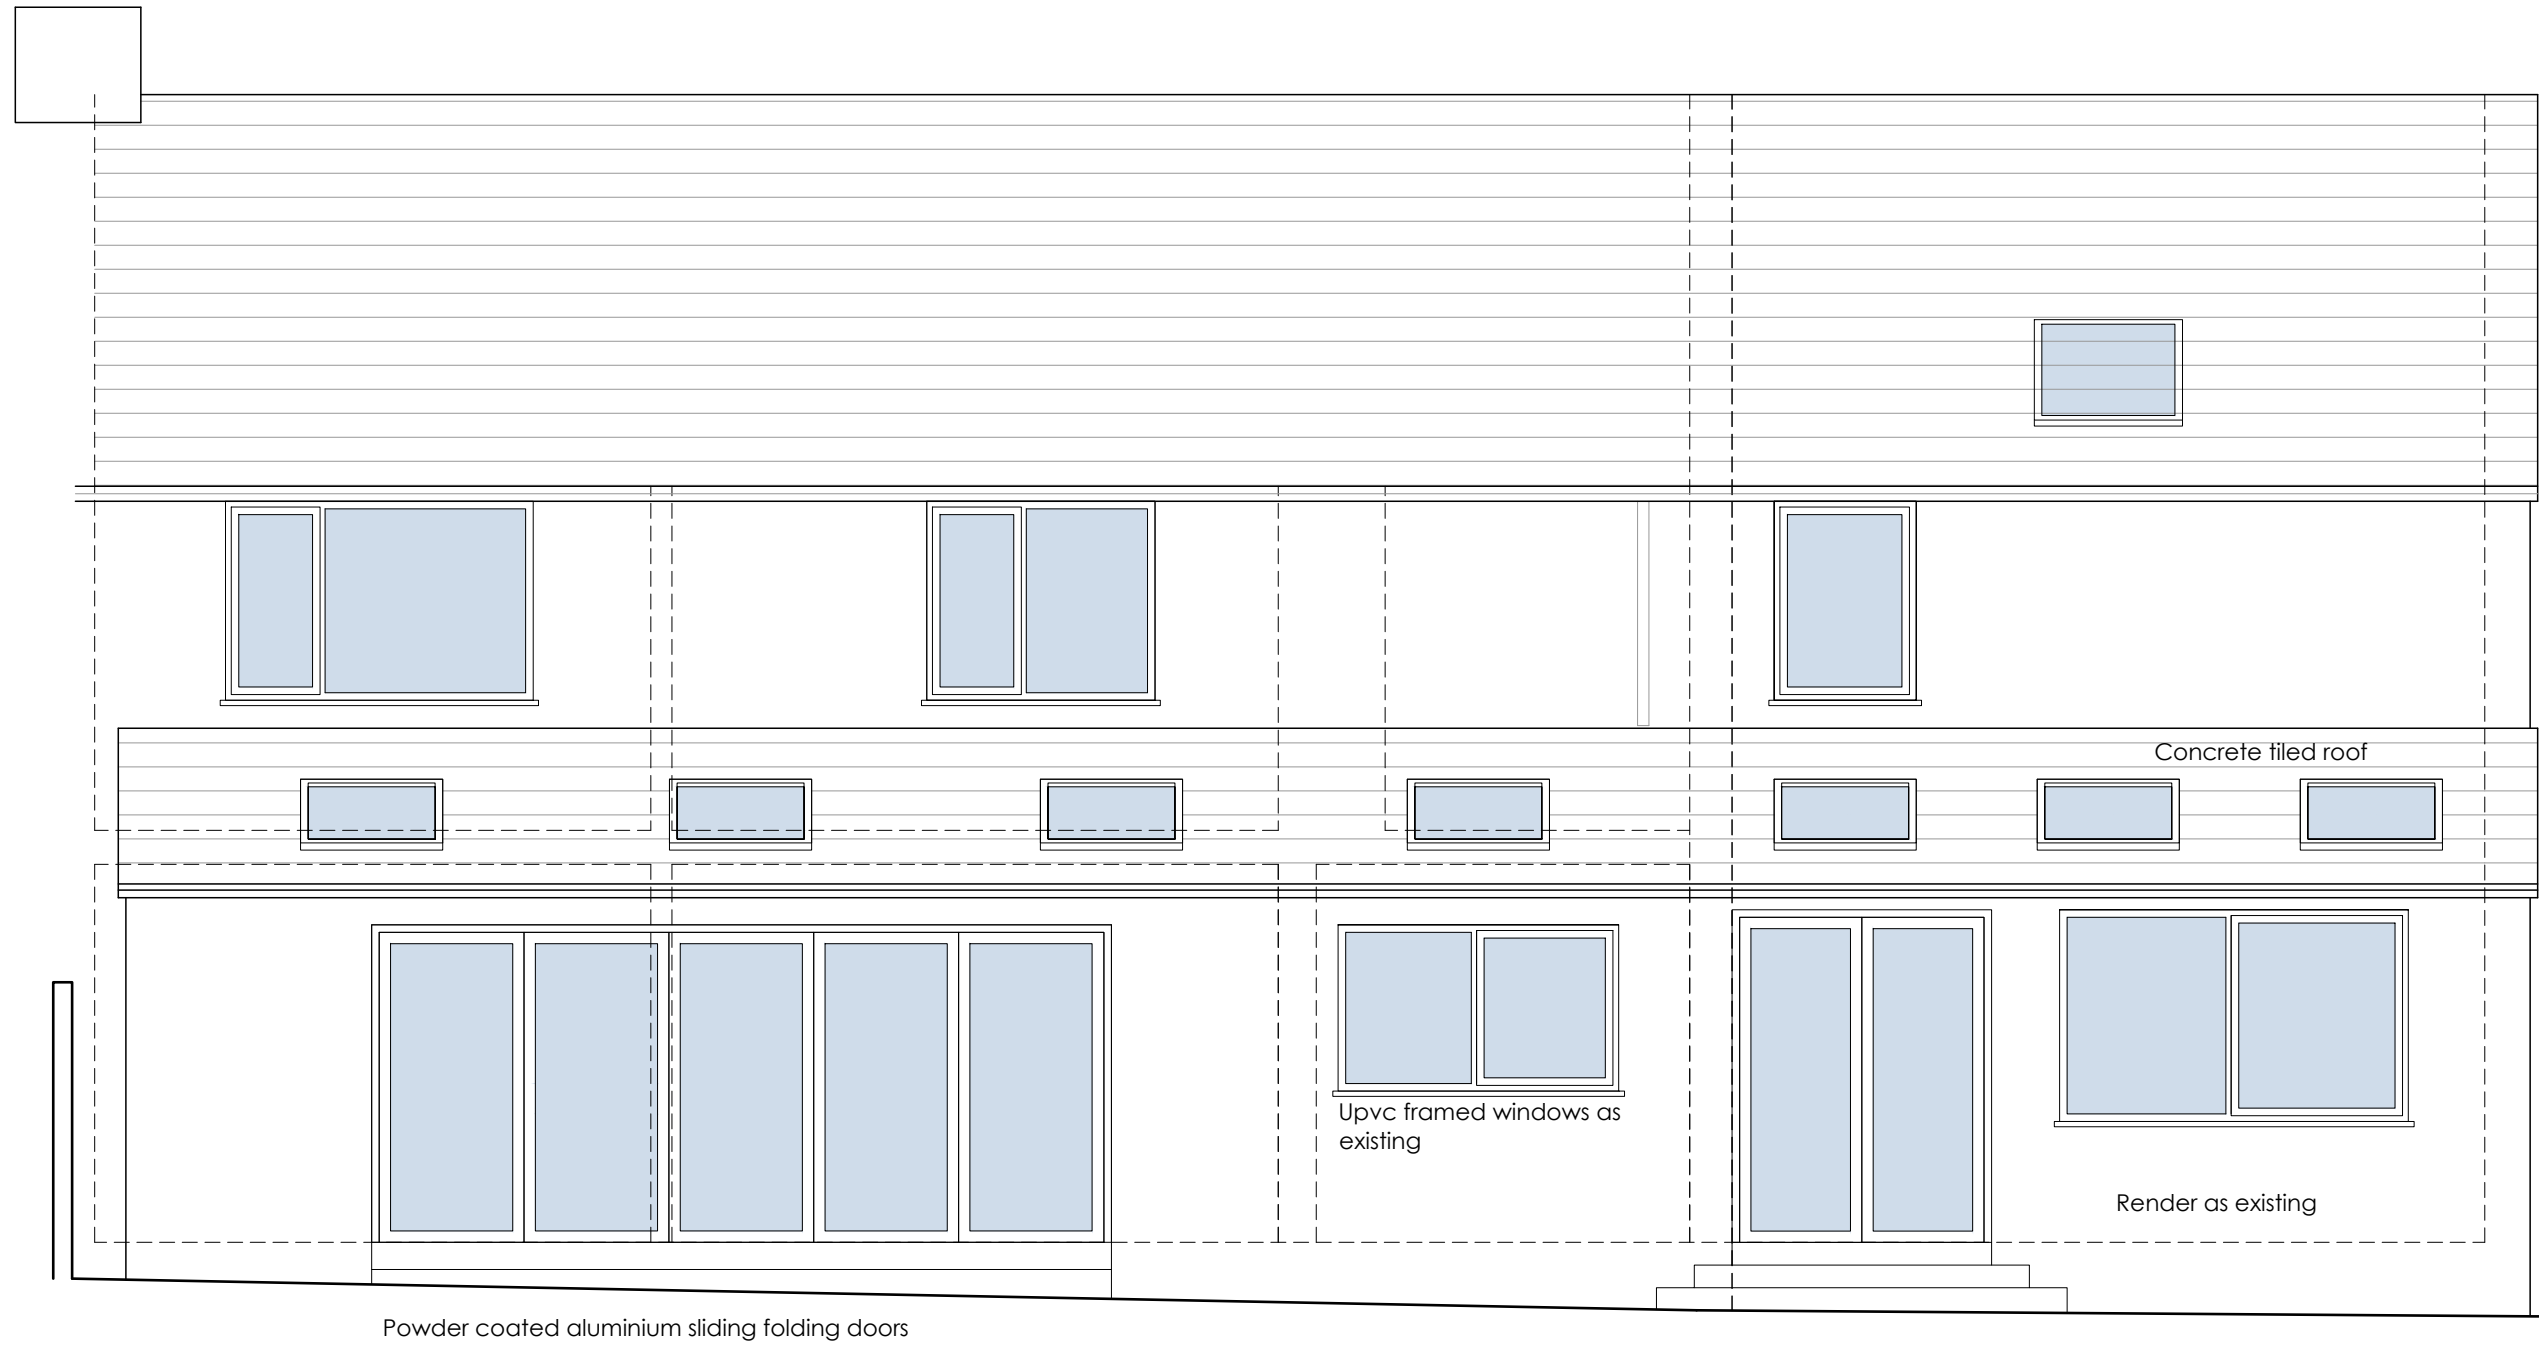 Concrete tiled roof
Upvc framed windows as
existing
Render as existing
Powder coated aluminium sliding folding doors